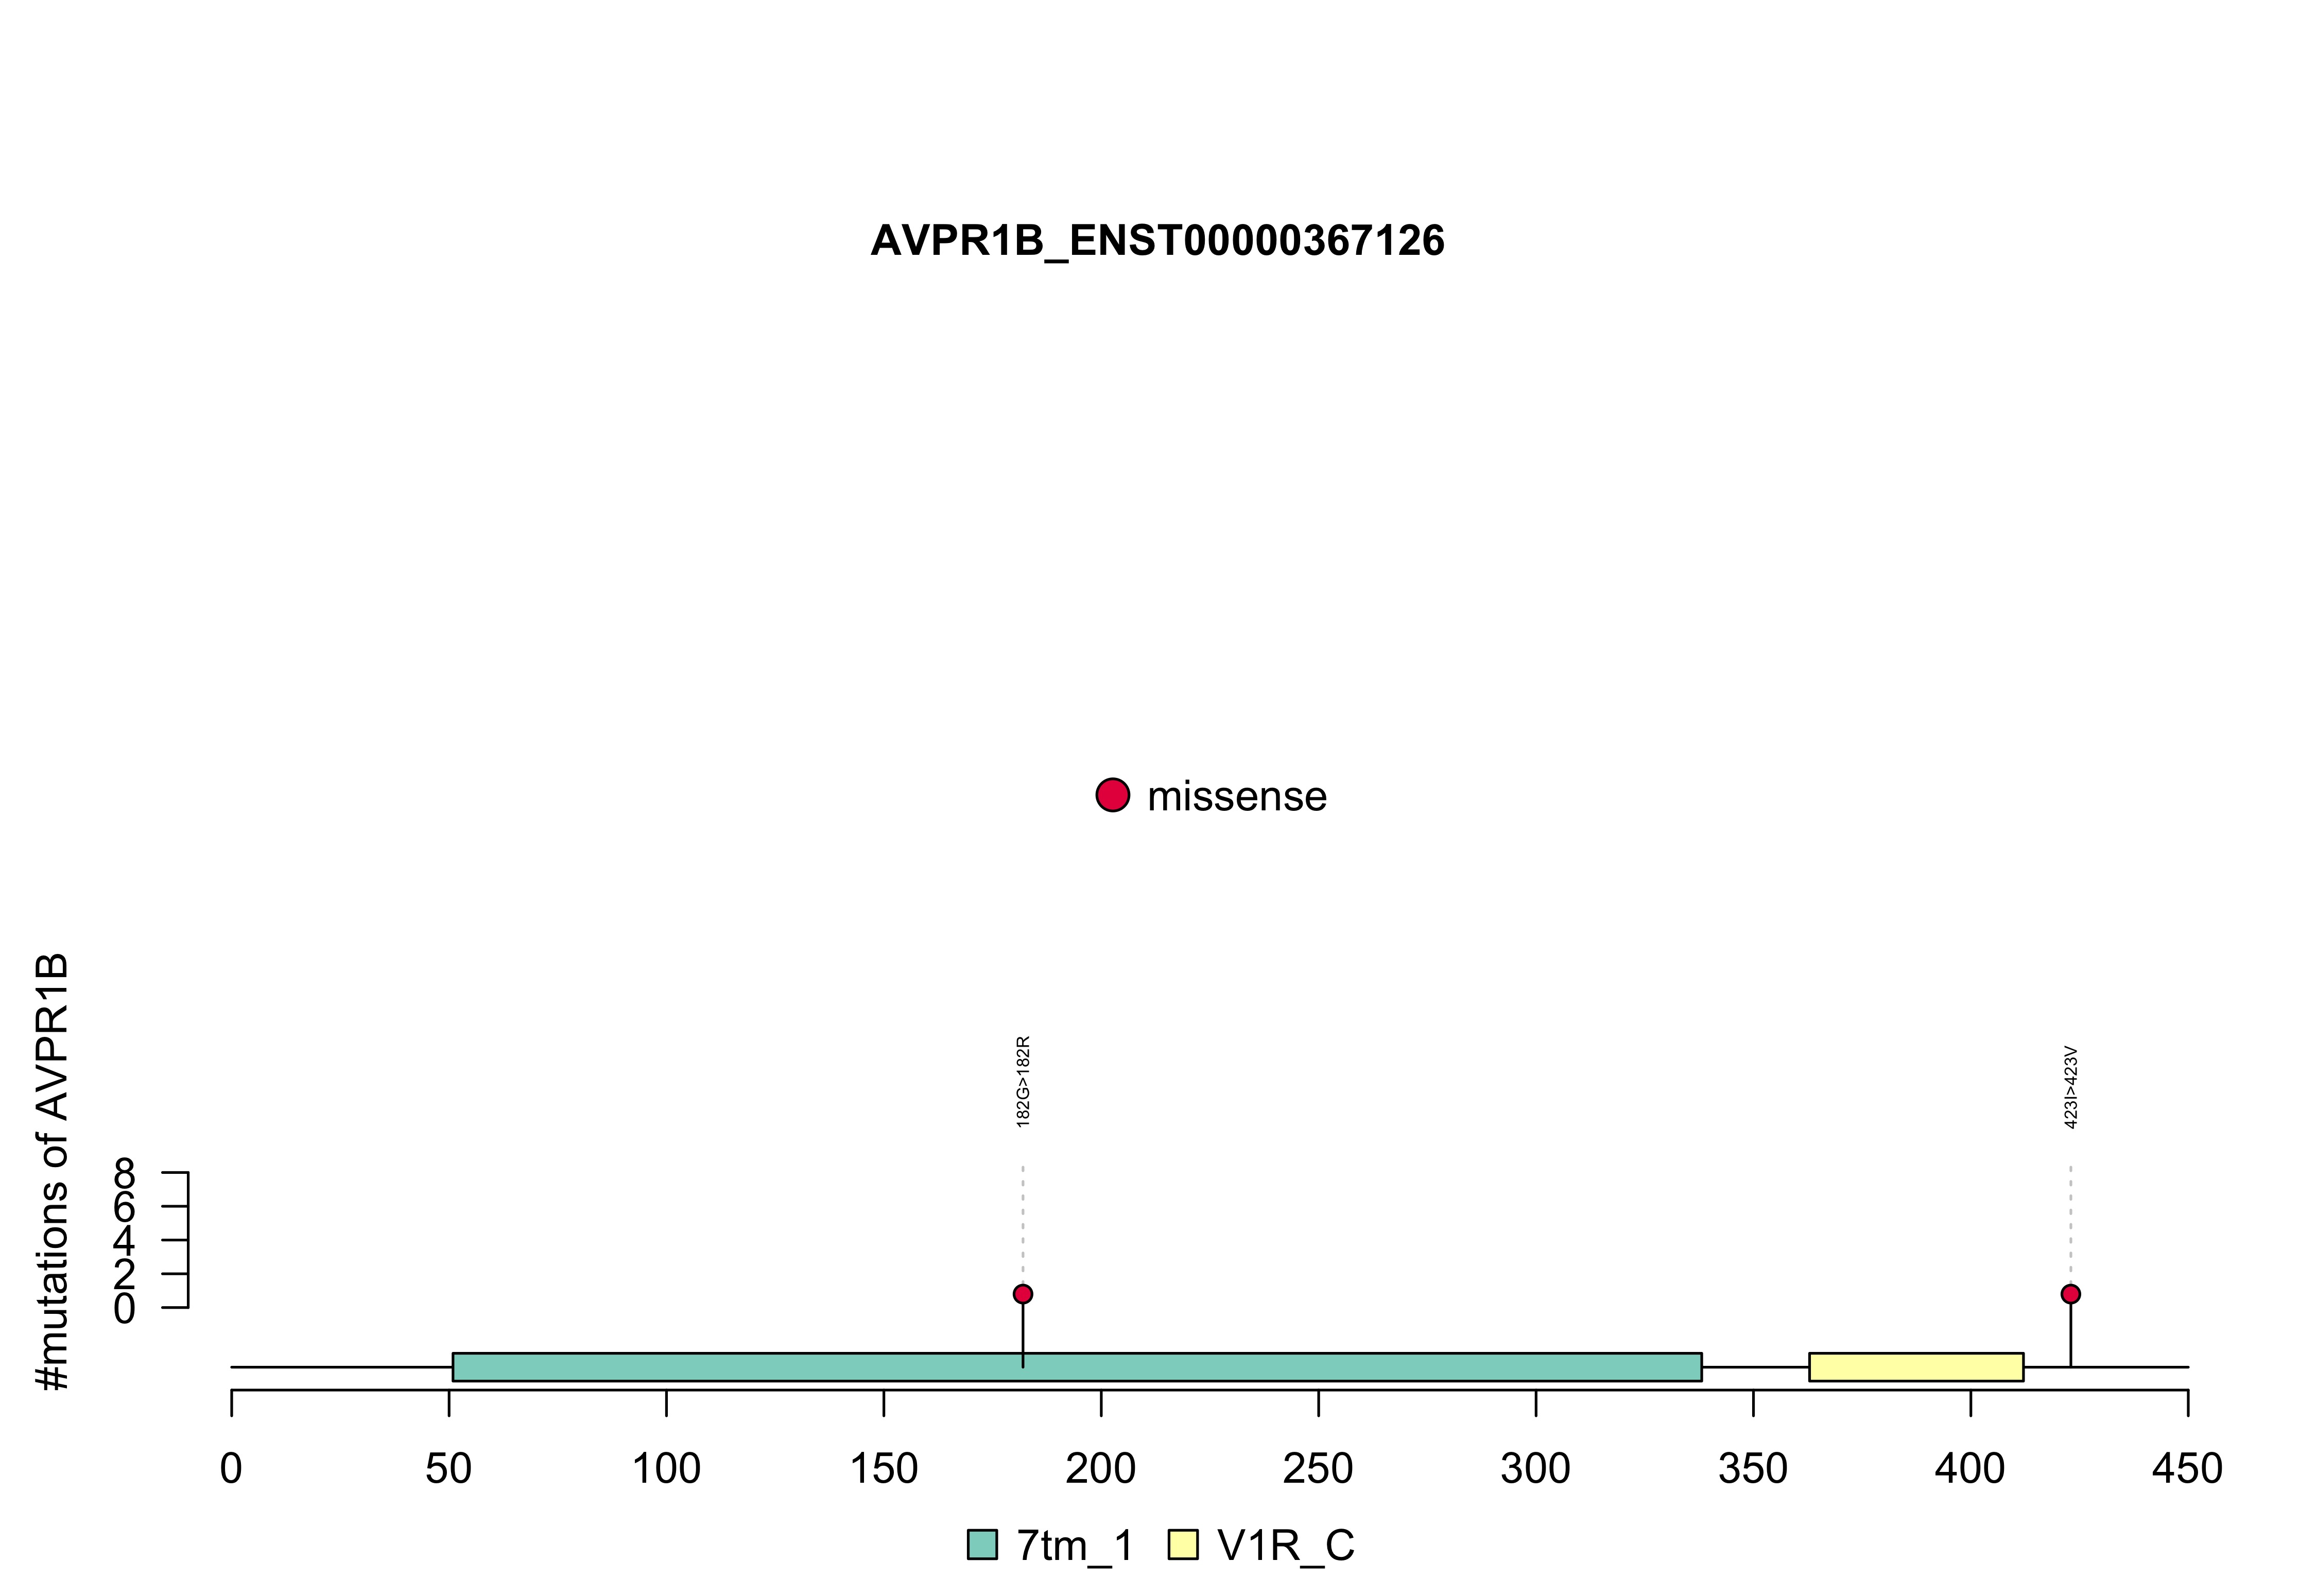 AVPR1B_ENST00000367126
missense
#mutations of AVPR1B
182G>182R
423I>423V
8
6
4
2
0
0 50 100 150 200 250 300 350 400 450
7tm_1 V1R_C